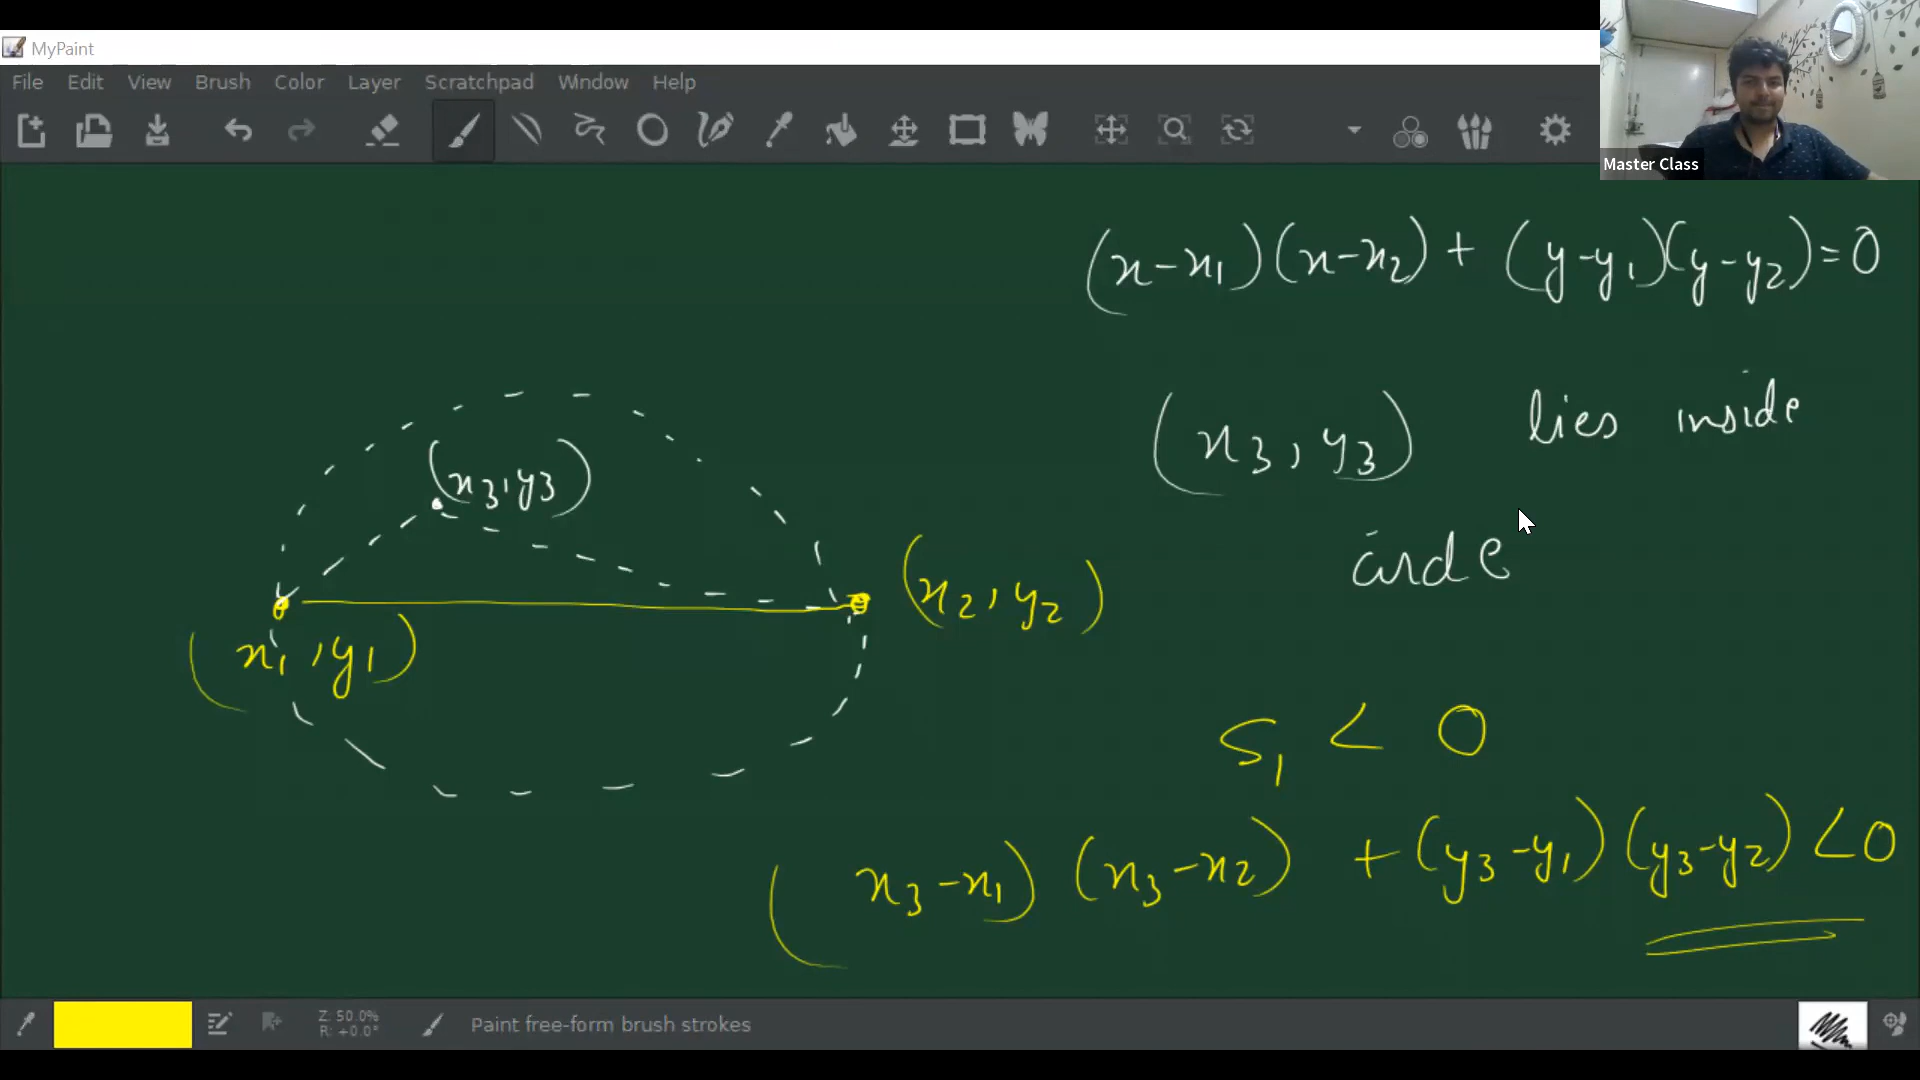 MyPaint
File Edit View Brush Color Layer Scratchpad Window Help
Master Class
(x-x1)(x-x2) + (y-y1)(y-y2)=0
(x3, y3) lies inside
circle
(x3, y3)
(x2, y2)
(x1, y1)
S1 < 0
(x3-x1)(x3-x2) + (y3-y1)(y3-y2)<0
Z: 50.0%
R: +0.0°
Paint free-form brush strokes